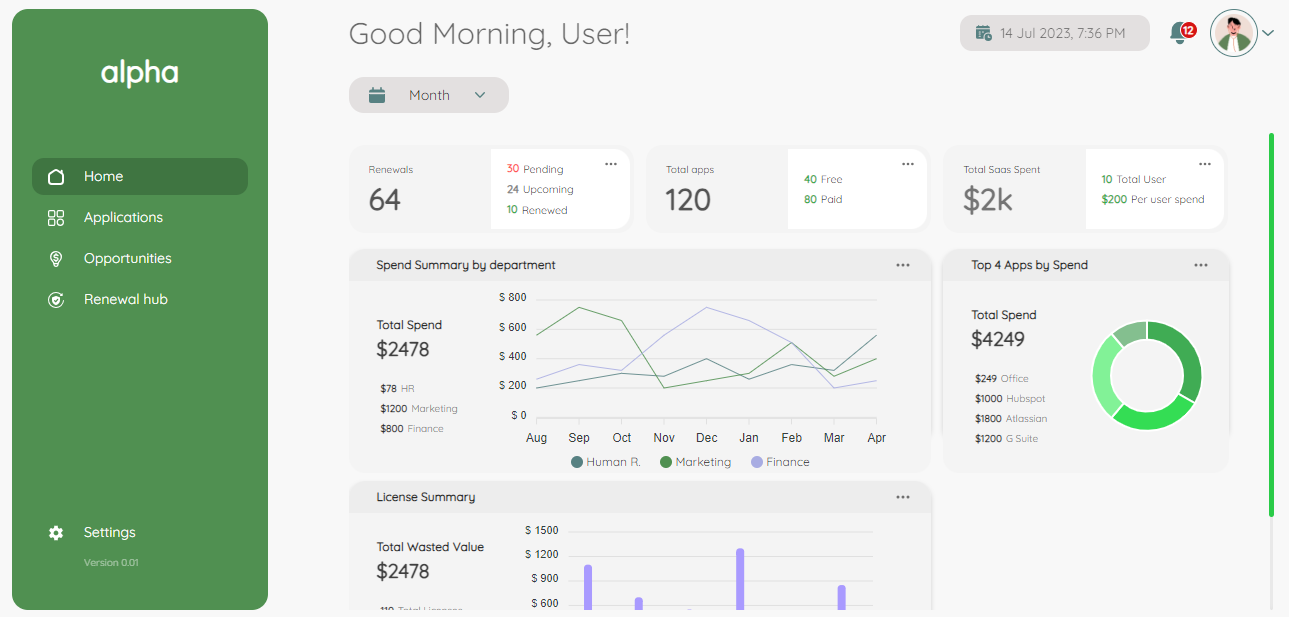 alpha
Home
Applications
Opportunities
Renewal hub
Settings
Version 0.01
Good Morning, User!
14 Jul 2023, 7:36 PM
12
Month
Renewals
64
30 Pending
24 Upcoming
10 Renewed
Total apps
120
40 Free
80 Paid
Total Saas Spent
$2k
10 Total User
$200 Per user spend
Spend Summary by department
Total Spend
$2478
$78 HR
$1200 Marketing
$800 Finance
$ 800
$ 600
$ 400
$ 200
$ 0
Aug Sep Oct Nov Dec Jan Feb Mar Apr
Human R. Marketing Finance
Top 4 Apps by Spend
Total Spend
$4249
$249 Office
$1000 Hubspot
$1800 Atlassian
$1200 G Suite
License Summary
Total Wasted Value
$2478
$ 1500
$ 1200
$ 900
$ 600